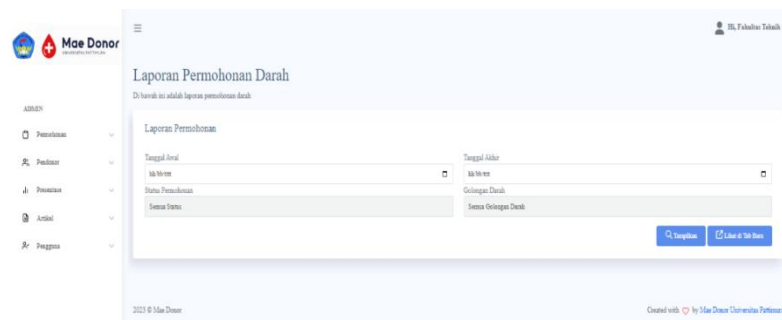 Mae Donor
Hi, Fakultas Teknik
Laporan Permohonan Darah
Di bawah ini adalah laporan permohonan darah
ADMIN
Permohonan
Pendonor
Presentase
Artikel
Pengguna
Laporan Permohonan
Tanggal Awal
Tanggal Akhir
Status Permohonan
Golongan Darah
Semua Status
Semua Golongan Darah
Tampilkan
Lihat di Tab Baru
2023 © Mae Donor
Created with by Mae Donor Universitas Pattimura